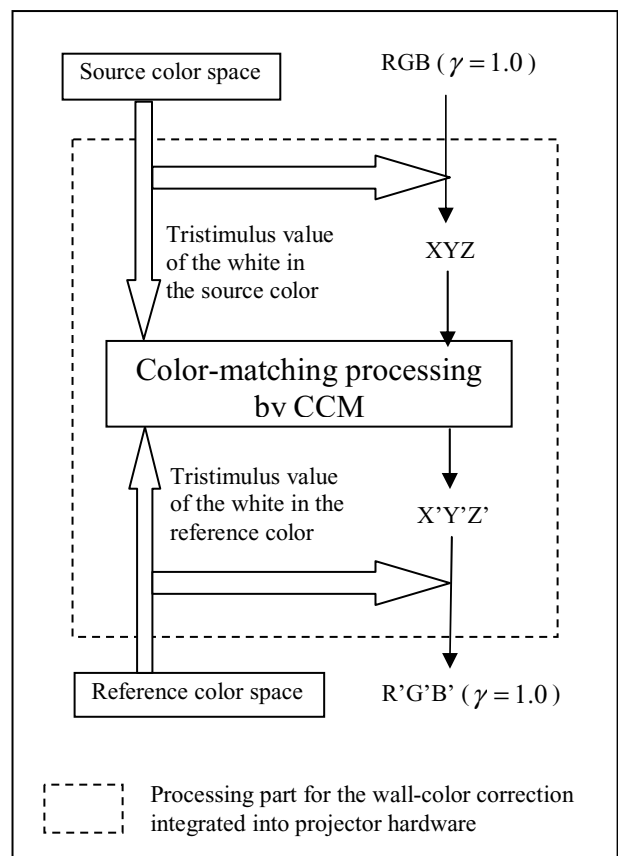 Source color space
RGB (γ = 1.0)
Tristimulus value
of the white in
the source color
XYZ
Color-matching processing
by CCM
Tristimulus value
of the white in the
reference color
X’Y’Z’
Reference color space
R’G’B’ (γ = 1.0)
Processing part for the wall-color correction
integrated into projector hardware